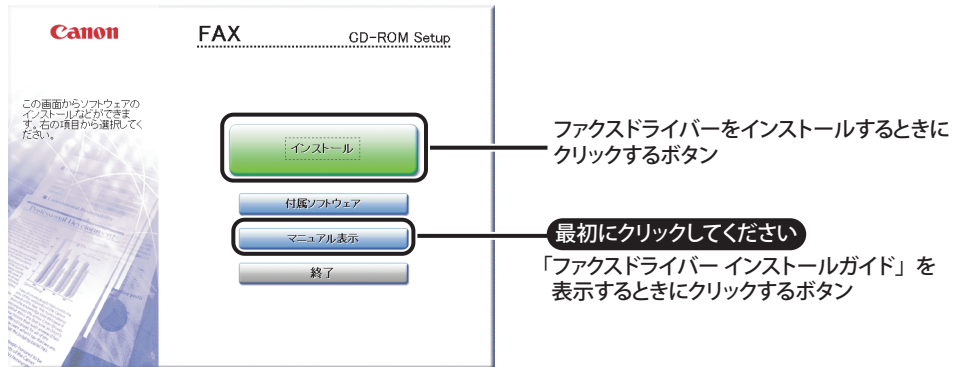 Canon
FAX
CD-ROM Setup
この画面からソフトウェアの
インストールなどができま
す。右の項目から選択してく
ださい。
インストール
ファクスドライバーをインストールするときに
クリックするボタン
付属ソフトウェア
マニュアル表示
最初にクリックしてください
「ファクスドライバー インストールガイド」を
表示するときにクリックするボタン
終了